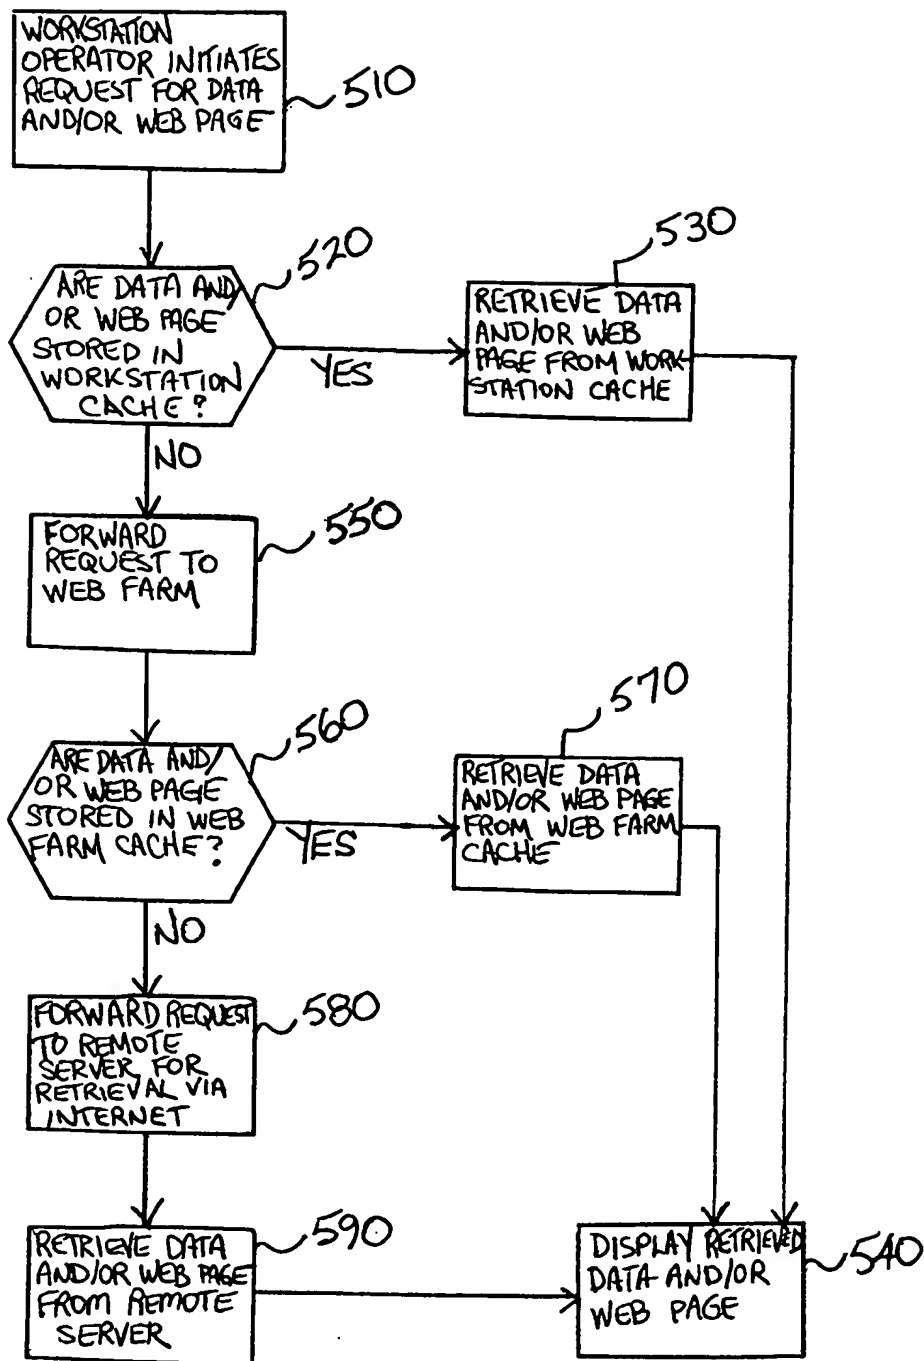 WORKSTATION
OPERATOR INITIATES
REQUEST FOR DATA
AND/OR WEB PAGE
510
520
ARE DATA AND/
OR WEB PAGE
STORED IN
WORKSTATION
CACHE?
YES
530
RETRIEVE DATA
AND/OR WEB
PAGE FROM WORK-
STATION CACHE
NO
550
FORWARD
REQUEST TO
WEB FARM
560
ARE DATA AND/
OR WEB PAGE
STORED IN WEB
FARM CACHE?
YES
570
RETRIEVE DATA
AND/OR WEB PAGE
FROM WEB FARM
CACHE
NO
580
FORWARD REQUEST
TO REMOTE
SERVER FOR
RETRIEVAL VIA
INTERNET
590
RETRIEVE DATA
AND/OR WEB PAGE
FROM REMOTE
SERVER
DISPLAY RETRIEVED
DATA AND/OR
WEB PAGE
540